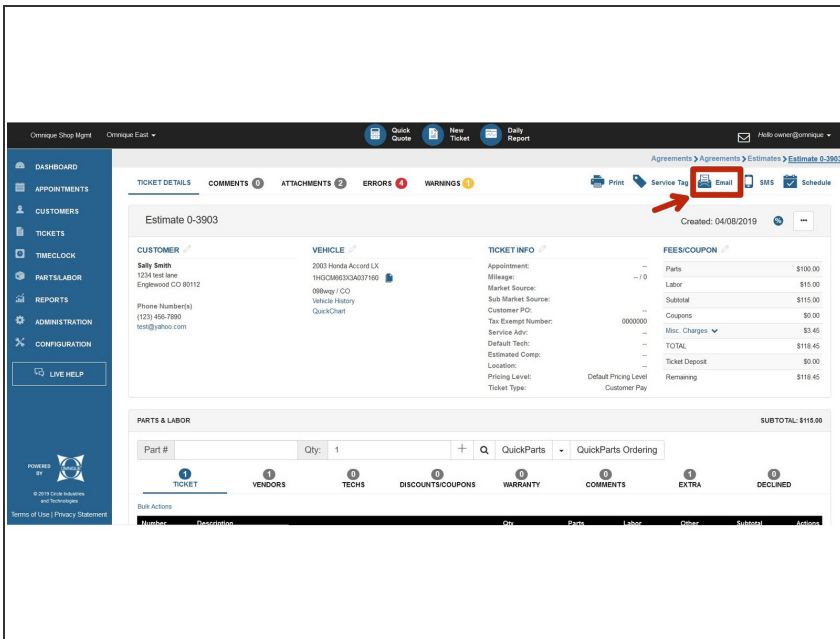 Omnique Shop Mgmt Omnique East
Quick Quote New Ticket Daily Report
Hello owner@omnique
Agreements Agreements Estimates Estimate 0-3903
DASHBOARD
APPOINTMENTS
CUSTOMERS
TICKETS
TIMECLOCK
PARTS/LABOR
REPORTS
ADMINISTRATION
CONFIGURATION
LIVE HELP
POWERED BY OMNIQUE
© 2019 Circle Industries and Technologies
Terms of Use | Privacy Statement
TICKET DETAILS COMMENTS 0 ATTACHMENTS 2 ERRORS 4 WARNINGS 1 Print Service Tag Email SMS Schedule
Estimate 0-3903 Created: 04/08/2019 % ...
CUSTOMER
Sally Smith
1234 test lane
Englewood CO 80112
Phone Number(s)
(123) 456-7890
test@yahoo.com
VEHICLE
2003 Honda Accord LX
1HGCM663X3A037160
098wqy / CO
Vehicle History
QuickChart
TICKET INFO
Appointment: --
Mileage: -- / 0
Market Source:
Sub Market Source:
Customer PO: --
Tax Exempt Number: 0000000
Service Adv: --
Default Tech: --
Estimated Comp: --
Location: --
Pricing Level: Default Pricing Level
Ticket Type: Customer Pay
FEES/COUPON
Parts $100.00
Labor $15.00
Subtotal $115.00
Coupons $0.00
Misc. Charges $3.45
TOTAL $118.45
Ticket Deposit $0.00
Remaining $118.45
PARTS & LABOR SUBTOTAL: $115.00
Part # Qty: 1 + QuickParts QuickParts Ordering
1 1 0 0 0 0 1 0
TICKET VENDORS TECHS DISCOUNTS/COUPONS WARRANTY COMMENTS EXTRA DECLINED
Bulk Actions
Number Description Qty Parts Labor Other Subtotal Actions